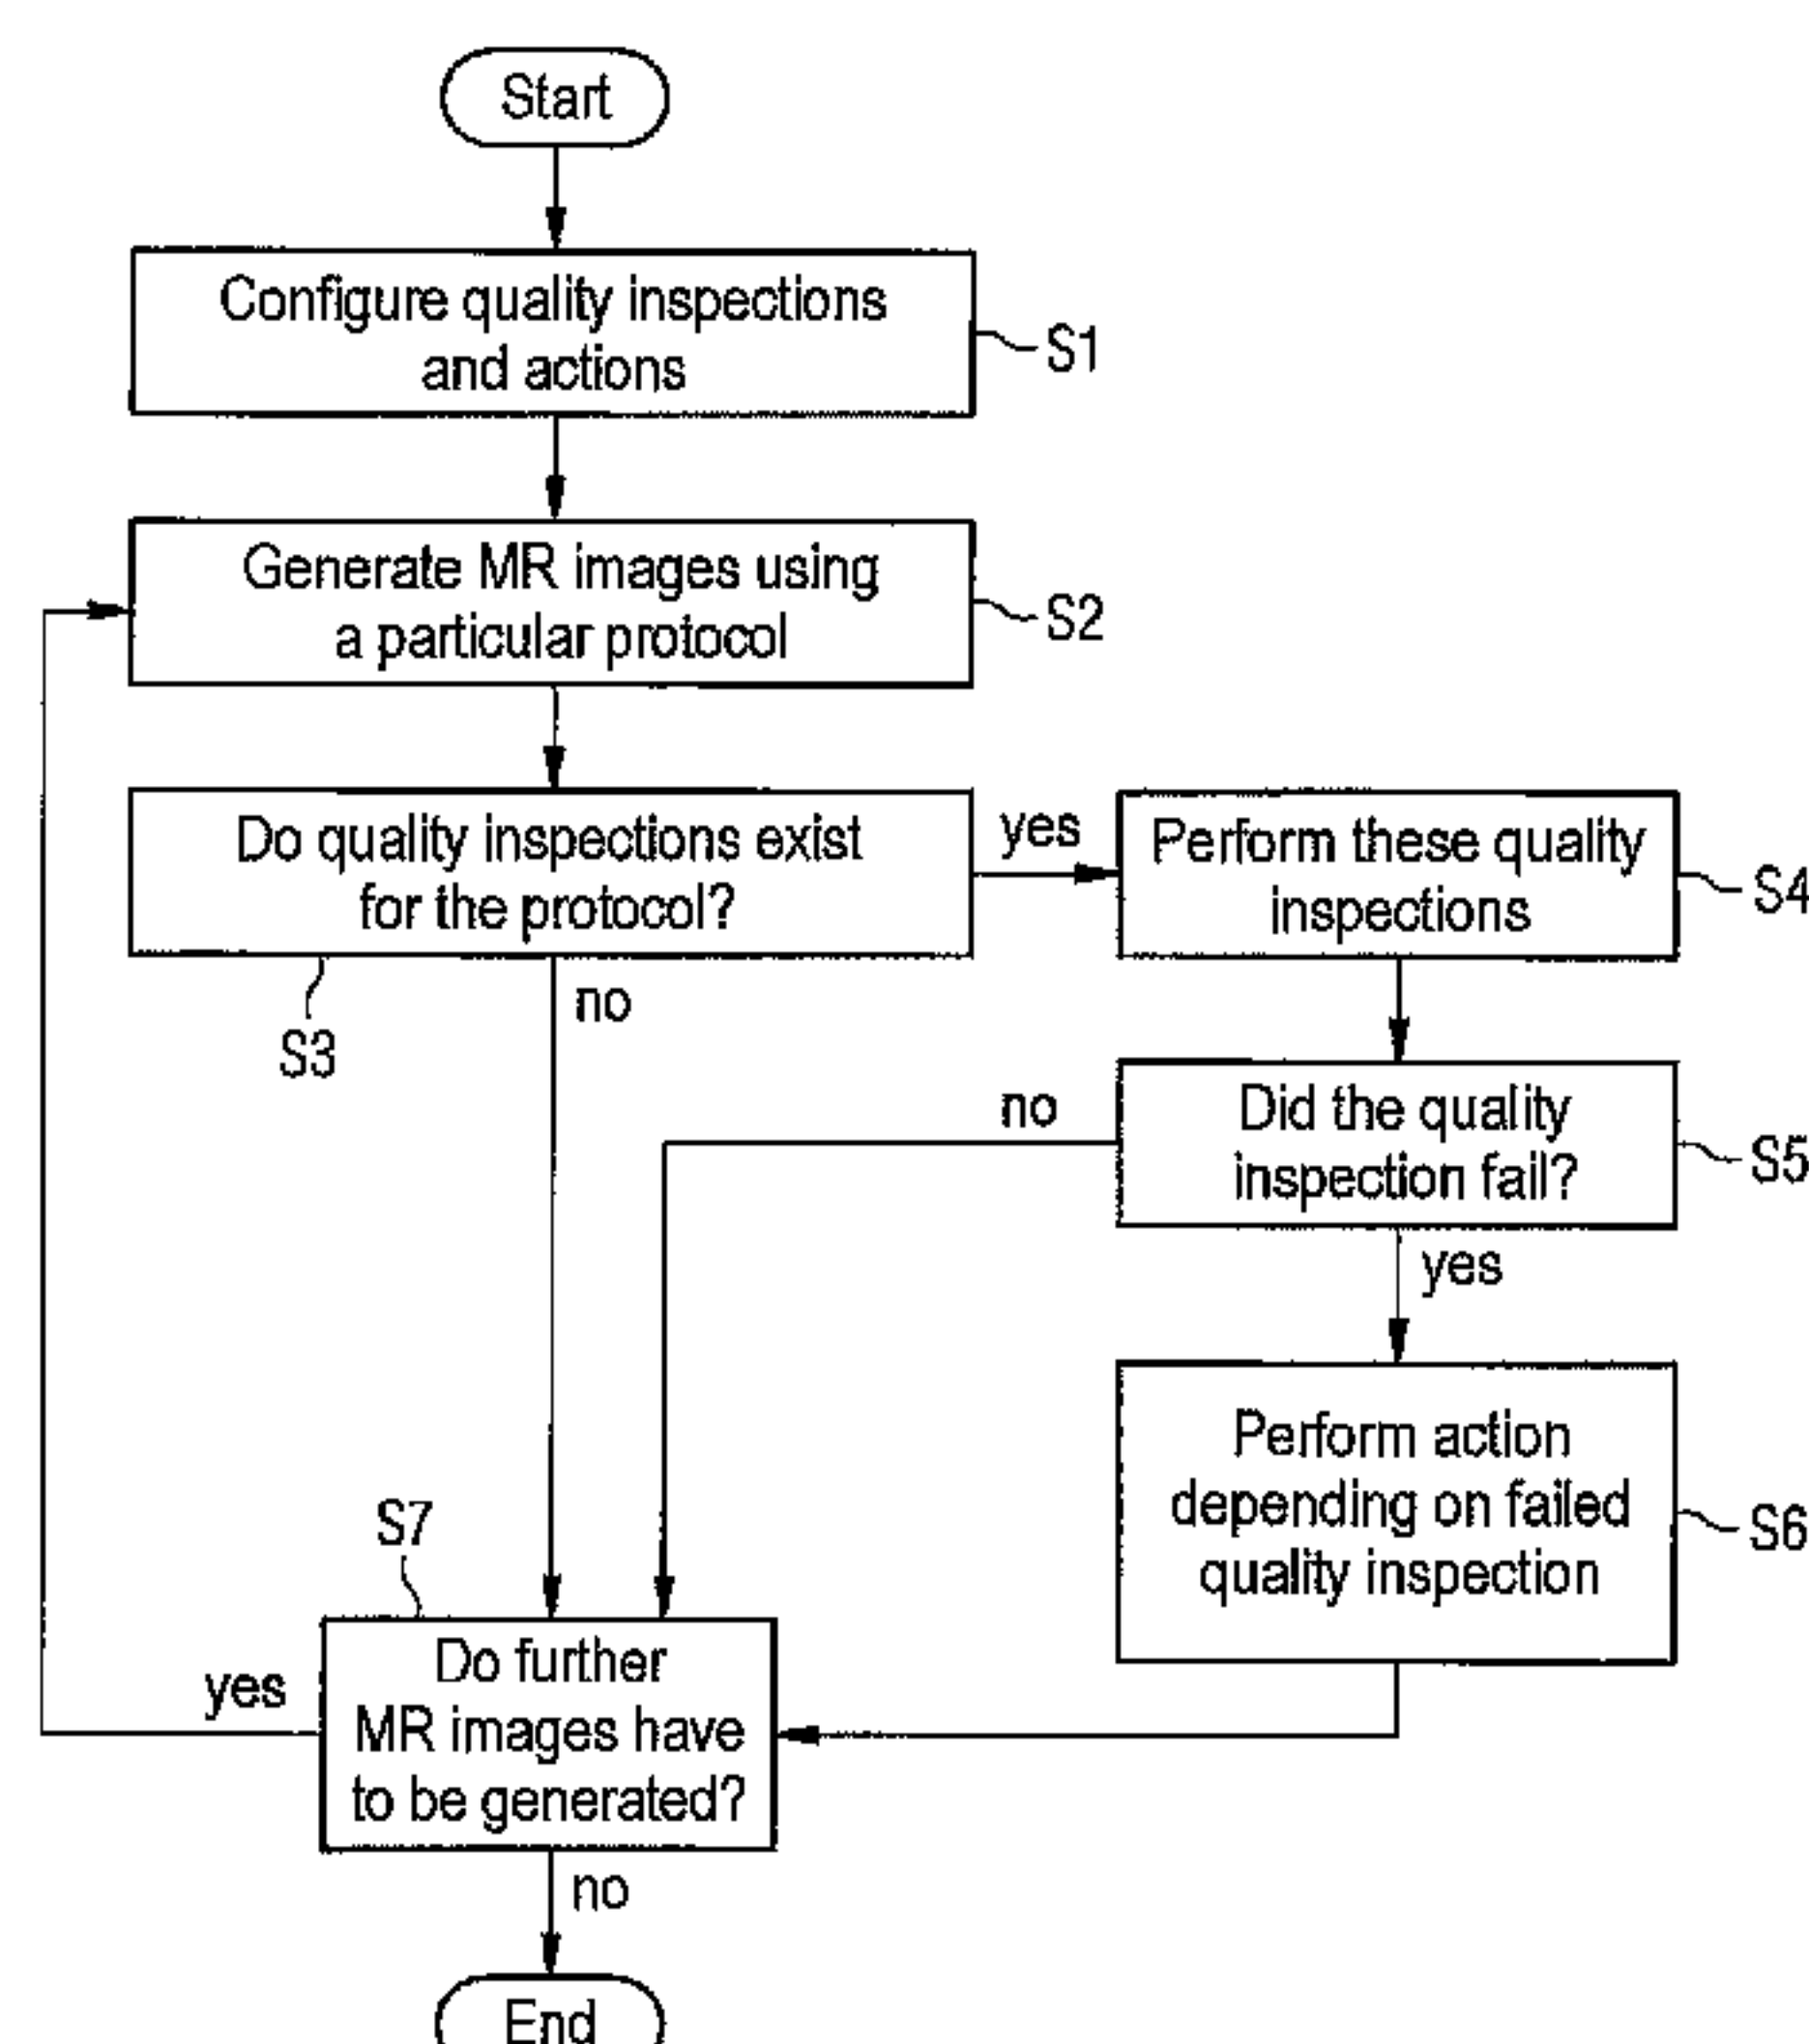 Start
Configure quality inspections
and actions
S1
Generate MR images using
a particular protocol
S2
Do quality inspections exist
for the protocol?
S3
yes
Perform these quality
inspections
S4
no
Did the quality
inspection fail?
S5
no
yes
Perform action
depending on failed
quality inspection
S6
S7
Do further
MR images have
to be generated?
yes
no
End